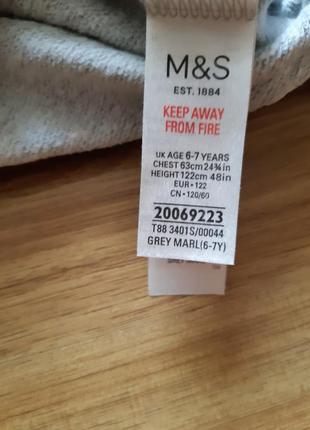 M&S
EST. 1884
KEEP AWAY
FROM FIRE
UK AGE 6-7 YEARS
CHEST 63cm 24¾in
HEIGHT 122cm 48in
EUR • 122
CN • 120/60
20069223
T88 3401S/00044
GREY MARL(6-7Y)